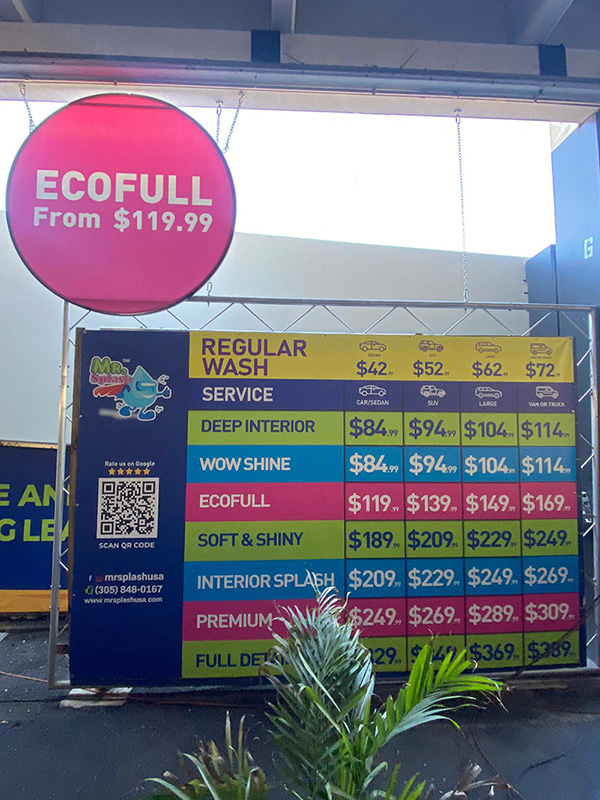 ECOFULL
From $119.99
G
Mr. Splash SM
REGULAR
WASH
$42.99 $52.99 $62.99 $72.99
SERVICE CAR/SEDAN SUV LARGE VAN OR TRUCK
DEEP INTERIOR $84.99 $94.99 $104.99 $114.99
WOW SHINE $84.99 $94.99 $104.99 $114.99
ECOFULL $119.99 $139.99 $149.99 $169.99
SOFT & SHINY $189.99 $209.99 $229.99 $249.99
INTERIOR SPLASH $209.99 $229.99 $249.99 $269.99
PREMIUM $249.99 $269.99 $289.99 $309.99
FULL $369.99 $389.99
Rate us on Google
SCAN QR CODE
mrsplashusa
(305) 848-0167
www.mrsplashusa.com